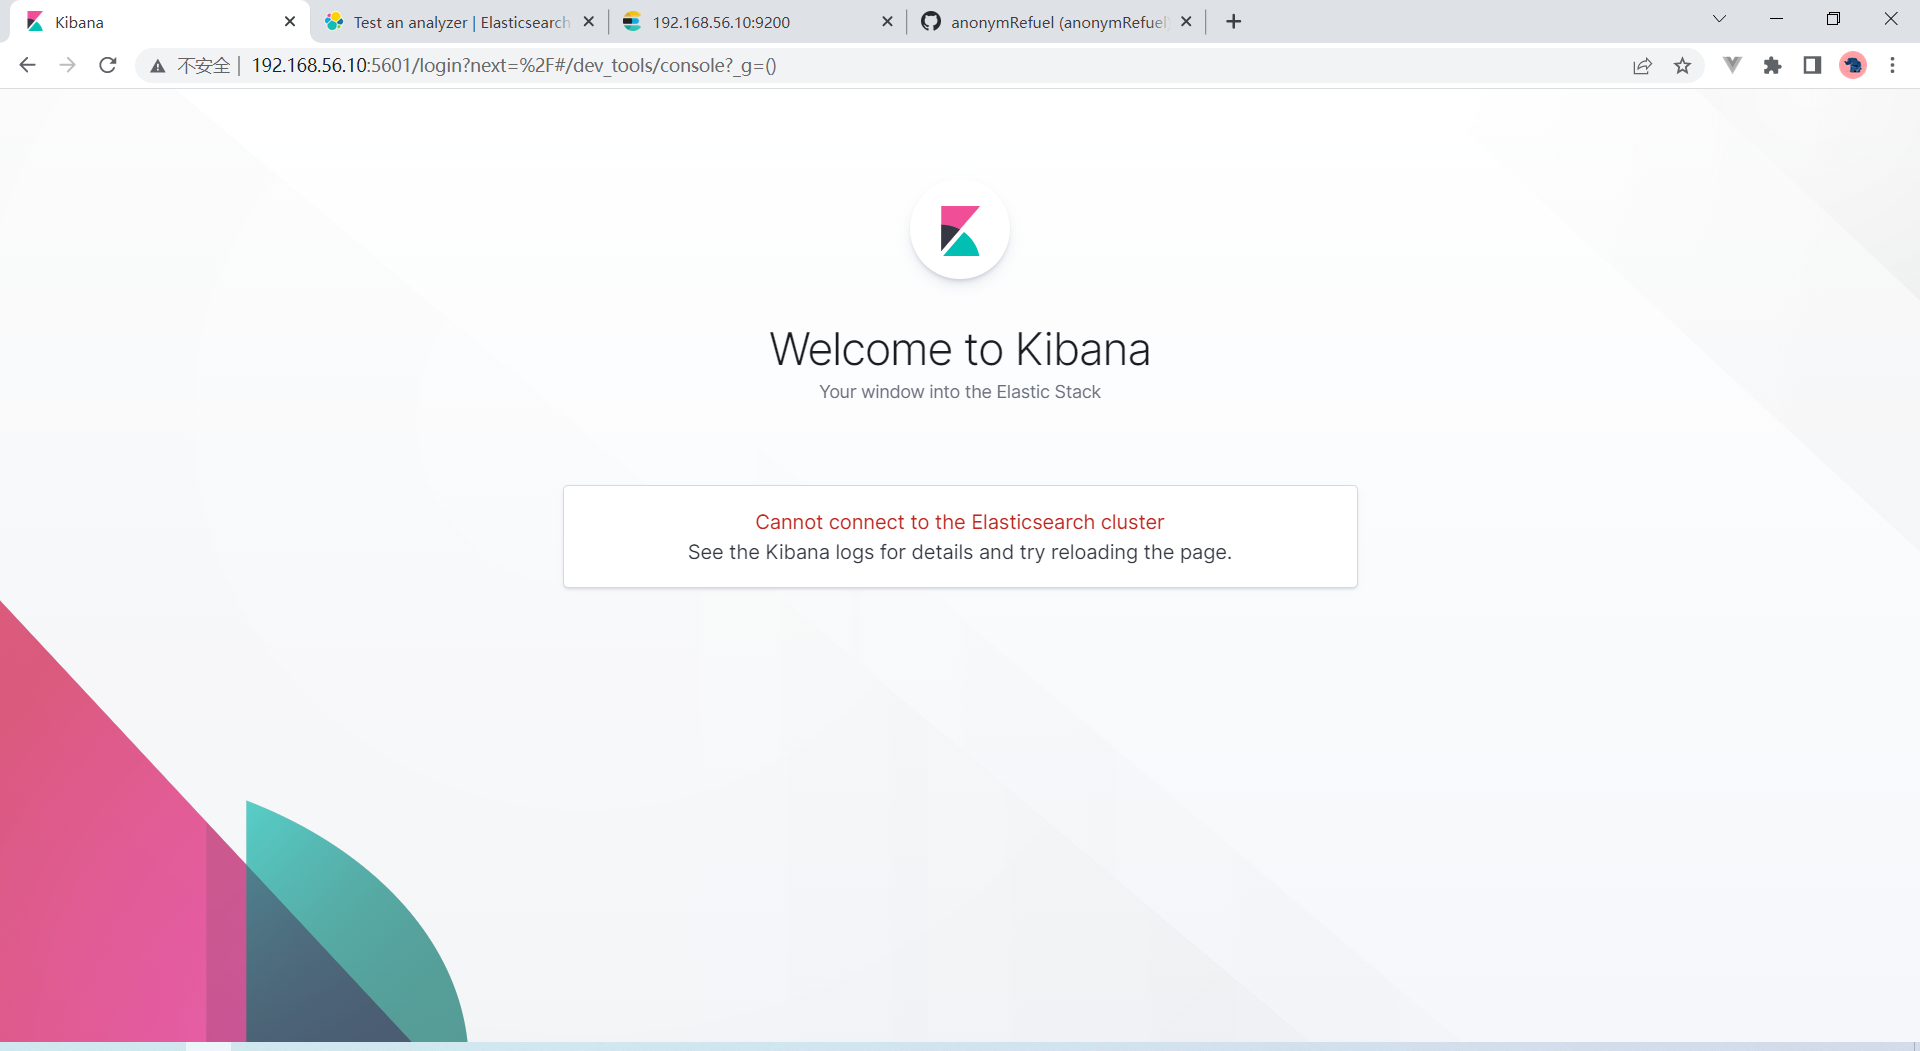 Kibana
Test an analyzer | Elasticsearch
192.168.56.10:9200
anonymRefuel (anonymRefuel)
不安全 | 192.168.56.10:5601/login?next=%2F#/dev_tools/console?_g=()
Welcome to Kibana
Your window into the Elastic Stack
Cannot connect to the Elasticsearch cluster
See the Kibana logs for details and try reloading the page.